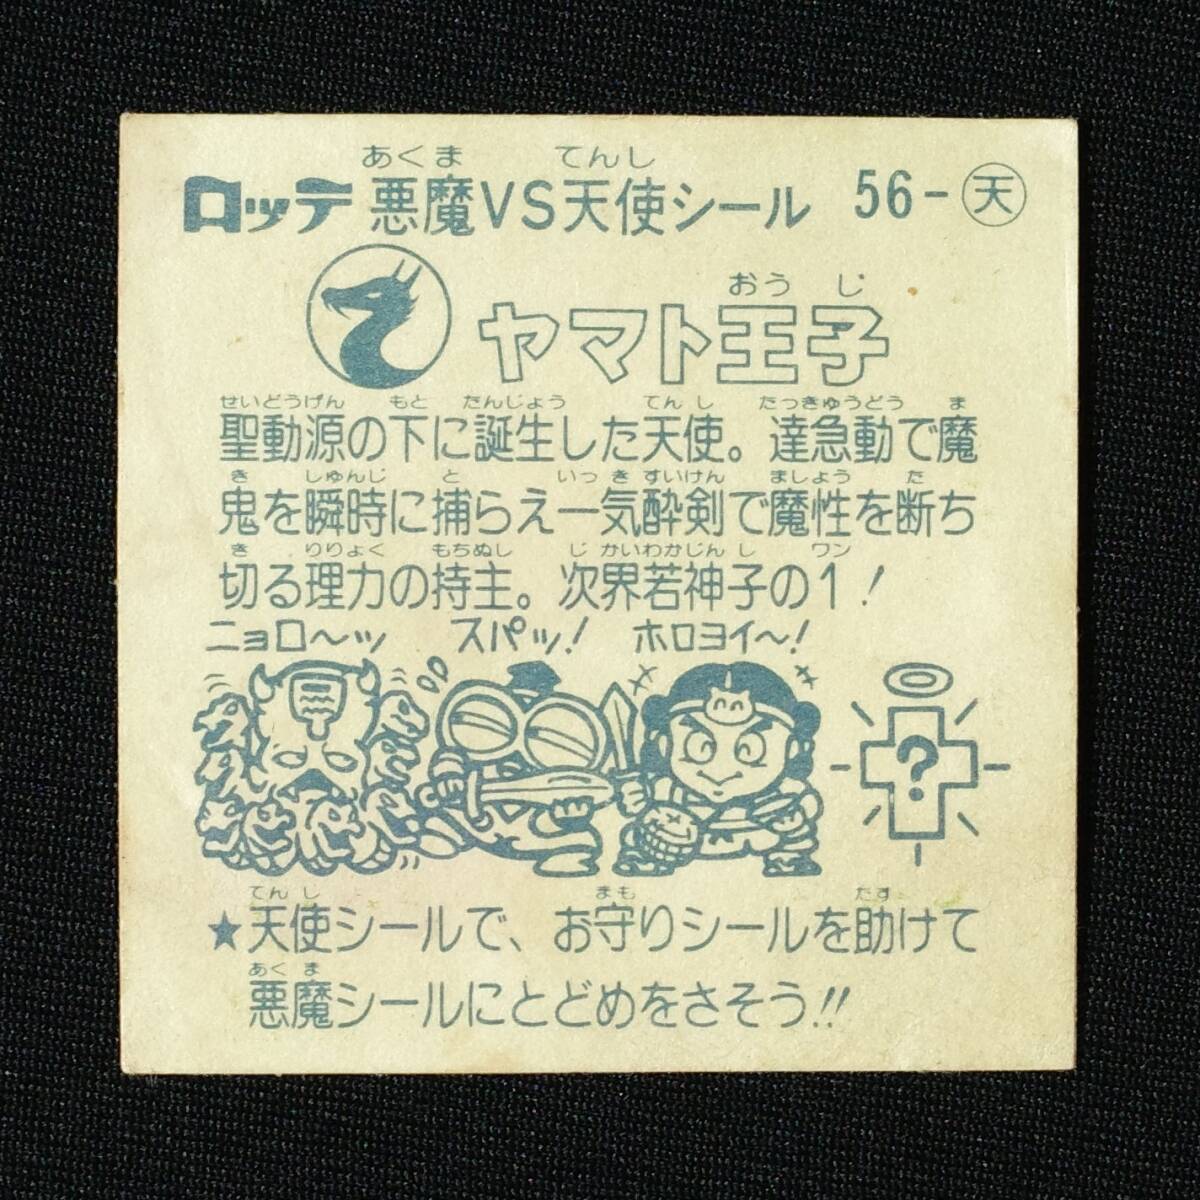 あくま てんし
ロッテ 悪魔VS天使シール 56-天
おうじ
ヤマト王子
せいどうげん もと たんじょう てんし たっきゅうどう ま
聖動源の下に誕生した天使。達急動で魔
き しゅんじ と いっきすいけん ましょう た
鬼を瞬時に捕らえ一気酔剣で魔性を断ち
き りりょく もちぬし じかいわかじんし ワン
切る理力の持主。次界若神子の1!
ニョロ〜ッ スパッ! ホロヨイ〜!
?
てんし まも たす
★天使シールで、お守りシールを助けて
あくま
悪魔シールにとどめをさそう!!